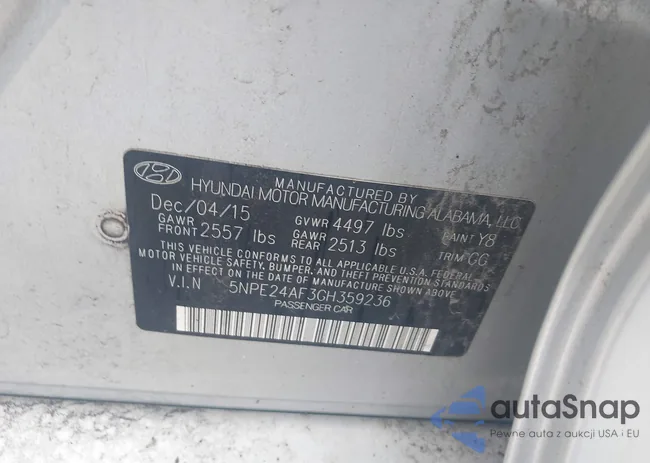 MANUFACTURED BY
HYUNDAI MOTOR MANUFACTURING ALABAMA, LLC
Dec/04/15 GVWR 4497 lbs PAINT Y8
GAWR FRONT 2557 lbs GAWR REAR 2513 lbs TRIM GG
THIS VEHICLE CONFORMS TO ALL APPLICABLE U.S.A. FEDERAL
MOTOR VEHICLE SAFETY, BUMPER, AND THEFT PREVENTION STANDARDS
IN EFFECT ON THE DATE OF MANUFACTURE SHOWN ABOVE.
V.I.N 5NPE24AF3GH359236
PASSENGER CAR
autaSnap
Pewne auta z aukcji USA i EU